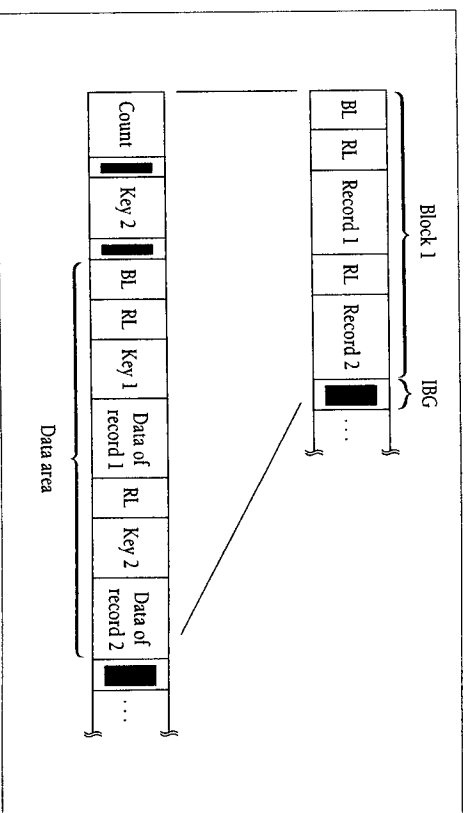 Block 1
IBG
BL
RL
Record 1
RL
Record 2
...
Count
Key 2
BL
RL
Key 1
Data of
record 1
RL
Key 2
Data of
record 2
...
Data area